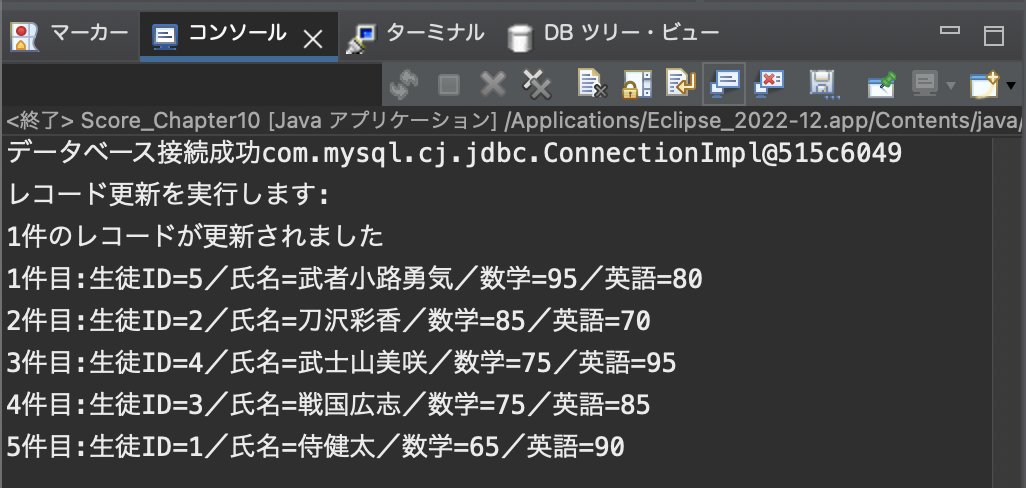 マーカー コンソール ターミナル DB ツリー・ビュー
<終了> Score_Chapter10 [Java アプリケーション] /Applications/Eclipse_2022-12.app/Contents/java/
データベース接続成功com.mysql.cj.jdbc.ConnectionImpl@515c6049
レコード更新を実行します:
1件のレコードが更新されました
1件目:生徒ID=5／氏名=武者小路勇気／数学=95／英語=80
2件目:生徒ID=2／氏名=刀沢彩香／数学=85／英語=70
3件目:生徒ID=4／氏名=武士山美咲／数学=75／英語=95
4件目:生徒ID=3／氏名=戦国広志／数学=75／英語=85
5件目:生徒ID=1／氏名=侍健太／数学=65／英語=90